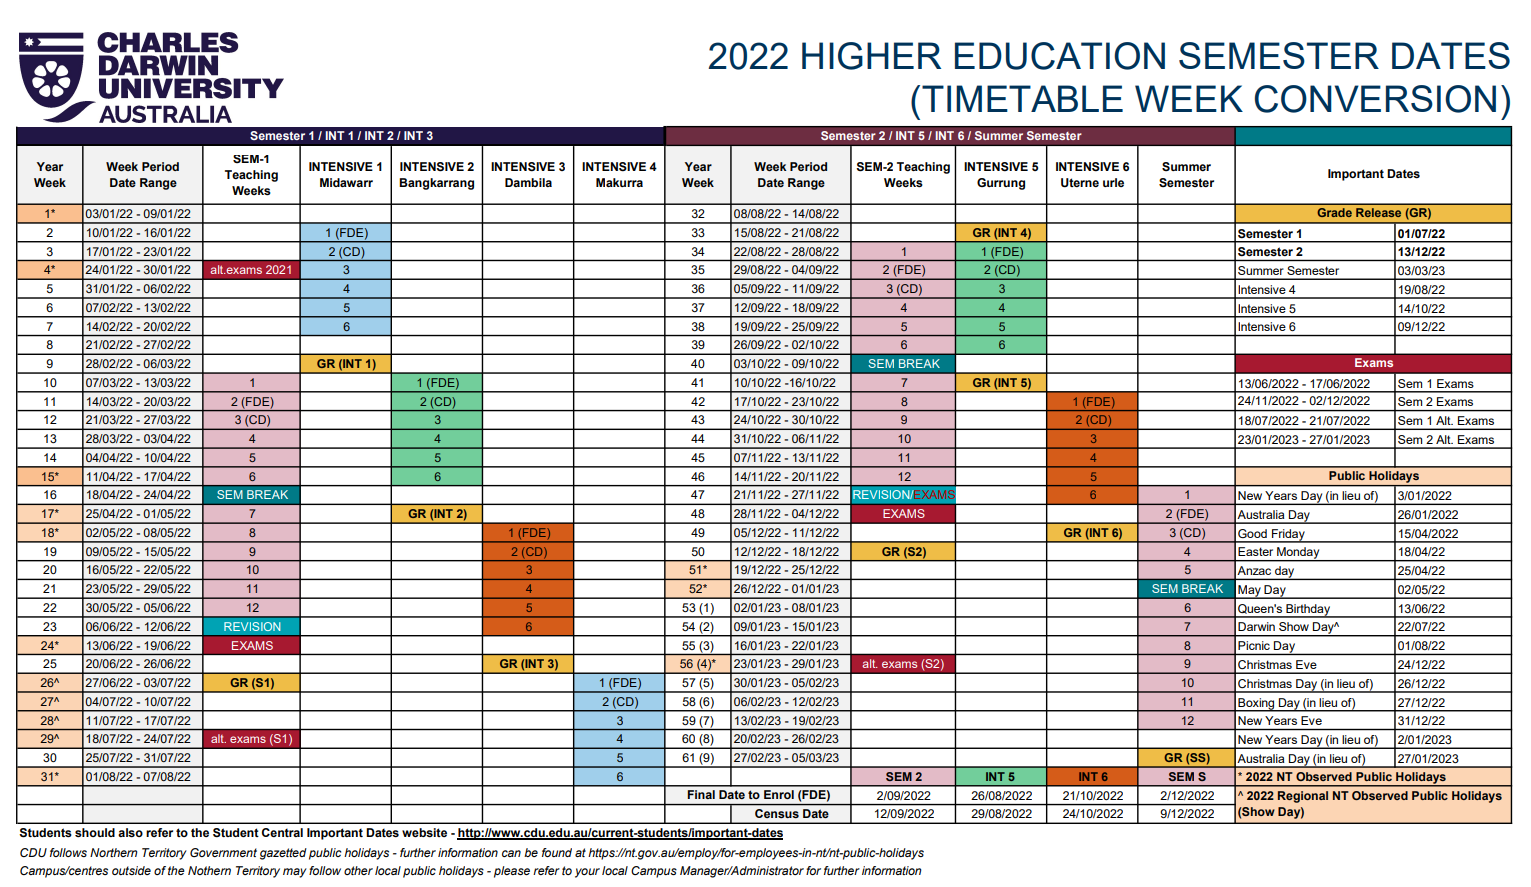 CHARLES
DARWIN
UNIVERSITY
AUSTRALIA
2022 HIGHER EDUCATION SEMESTER DATES
(TIMETABLE WEEK CONVERSION)
Semester 1 / INT 1 / INT 2 / INT 3 Semester 2 / INT 5 / INT 6 / Summer Semester
Year Week Week Period Date Range SEM-1 Teaching Weeks INTENSIVE 1 Midawarr INTENSIVE 2 Bangkarrang INTENSIVE 3 Dambila INTENSIVE 4 Makurra Year Week Week Period Date Range SEM-2 Teaching Weeks INTENSIVE 5 Gurrung INTENSIVE 6 Uterne urle Summer Semester Important Dates
1* 03/01/22 - 09/01/22 32 08/08/22 - 14/08/22 Grade Release (GR)
2 10/01/22 - 16/01/22 1 (FDE) 33 15/08/22 - 21/08/22 GR (INT 4) Semester 1 01/07/22
3 17/01/22 - 23/01/22 2 (CD) 34 22/08/22 - 28/08/22 1 1 (FDE) Semester 2 13/12/22
4* 24/01/22 - 30/01/22 alt.exams 2021 3 35 29/08/22 - 04/09/22 2 (FDE) 2 (CD) Summer Semester 03/03/23
5 31/01/22 - 06/02/22 4 36 05/09/22 - 11/09/22 3 (CD) 3 Intensive 4 19/08/22
6 07/02/22 - 13/02/22 5 37 12/09/22 - 18/09/22 4 4 Intensive 5 14/10/22
7 14/02/22 - 20/02/22 6 38 19/09/22 - 25/09/22 5 5 Intensive 6 09/12/22
8 21/02/22 - 27/02/22 39 26/09/22 - 02/10/22 6 6
9 28/02/22 - 06/03/22 GR (INT 1) 40 03/10/22 - 09/10/22 SEM BREAK Exams
10 07/03/22 - 13/03/22 1 1 (FDE) 41 10/10/22 -16/10/22 7 GR (INT 5) 13/06/2022 - 17/06/2022 Sem 1 Exams
11 14/03/22 - 20/03/22 2 (FDE) 2 (CD) 42 17/10/22 - 23/10/22 8 1 (FDE) 24/11/2022 - 02/12/2022 Sem 2 Exams
12 21/03/22 - 27/03/22 3 (CD) 3 43 24/10/22 - 30/10/22 9 2 (CD) 18/07/2022 - 21/07/2022 Sem 1 Alt. Exams
13 28/03/22 - 03/04/22 4 4 44 31/10/22 - 06/11/22 10 3 23/01/2023 - 27/01/2023 Sem 2 Alt. Exams
14 04/04/22 - 10/04/22 5 5 45 07/11/22 - 13/11/22 11 4
15* 11/04/22 - 17/04/22 6 6 46 14/11/22 - 20/11/22 12 5 Public Holidays
16 18/04/22 - 24/04/22 SEM BREAK 47 21/11/22 - 27/11/22 REVISION/EXAMS 6 1 New Years Day (in lieu of) 3/01/2022
17* 25/04/22 - 01/05/22 7 GR (INT 2) 48 28/11/22 - 04/12/22 EXAMS 2 (FDE) Australia Day 26/01/2022
18* 02/05/22 - 08/05/22 8 1 (FDE) 49 05/12/22 - 11/12/22 GR (INT 6) 3 (CD) Good Friday 15/04/2022
19 09/05/22 - 15/05/22 9 2 (CD) 50 12/12/22 - 18/12/22 GR (S2) 4 Easter Monday 18/04/22
20 16/05/22 - 22/05/22 10 3 51* 19/12/22 - 25/12/22 5 Anzac day 25/04/22
21 23/05/22 - 29/05/22 11 4 52* 26/12/22 - 01/01/23 SEM BREAK May Day 02/05/22
22 30/05/22 - 05/06/22 12 5 53 (1) 02/01/23 - 08/01/23 6 Queen's Birthday 13/06/22
23 06/06/22 - 12/06/22 REVISION 6 54 (2) 09/01/23 - 15/01/23 7 Darwin Show Day^ 22/07/22
24* 13/06/22 - 19/06/22 EXAMS 55 (3) 16/01/23 - 22/01/23 8 Picnic Day 01/08/22
25 20/06/22 - 26/06/22 GR (INT 3) 56 (4)* 23/01/23 - 29/01/23 alt. exams (S2) 9 Christmas Eve 24/12/22
26^ 27/06/22 - 03/07/22 GR (S1) 1 (FDE) 57 (5) 30/01/23 - 05/02/23 10 Christmas Day (in lieu of) 26/12/22
27^ 04/07/22 - 10/07/22 2 (CD) 58 (6) 06/02/23 - 12/02/23 11 Boxing Day (in lieu of) 27/12/22
28^ 11/07/22 - 17/07/22 3 59 (7) 13/02/23 - 19/02/23 12 New Years Eve 31/12/22
29^ 18/07/22 - 24/07/22 alt. exams (S1) 4 60 (8) 20/02/23 - 26/02/23 New Years Day (in lieu of) 2/01/2023
30 25/07/22 - 31/07/22 5 61 (9) 27/02/23 - 05/03/23 GR (SS) Australia Day (in lieu of) 27/01/2023
31* 01/08/22 - 07/08/22 6 SEM 2 INT 5 INT 6 SEM S * 2022 NT Observed Public Holidays
Final Date to Enrol (FDE) 2/09/2022 26/08/2022 21/10/2022 2/12/2022 ^ 2022 Regional NT Observed Public Holidays
Census Date 12/09/2022 29/08/2022 24/10/2022 9/12/2022 (Show Day)
Students should also refer to the Student Central Important Dates website - http://www.cdu.edu.au/current-students/important-dates
CDU follows Northern Territory Government gazetted public holidays - further information can be found at https://nt.gov.au/employ/for-employees-in-nt/nt-public-holidays
Campus/centres outside of the Nothern Territory may follow other local public holidays - please refer to your local Campus Manager/Administrator for further information